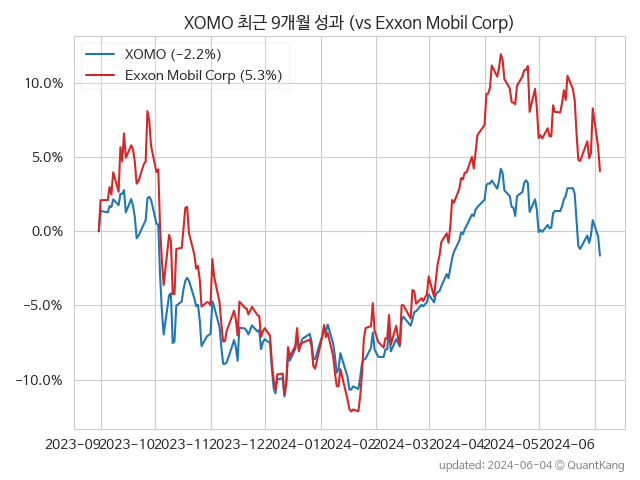 XOMO 최근 9개월 성과 (vs Exxon Mobil Corp)
XOMO (−2.2%)
Exxon Mobil Corp (5.3%)
10.0%
5.0%
0.0%
−5.0%
−10.0%
2023-09 2023-10 2023-11 2023-12 2024-01 2024-02 2024-03 2024-04 2024-05 2024-06
updated: 2024-06-04 © QuantKang